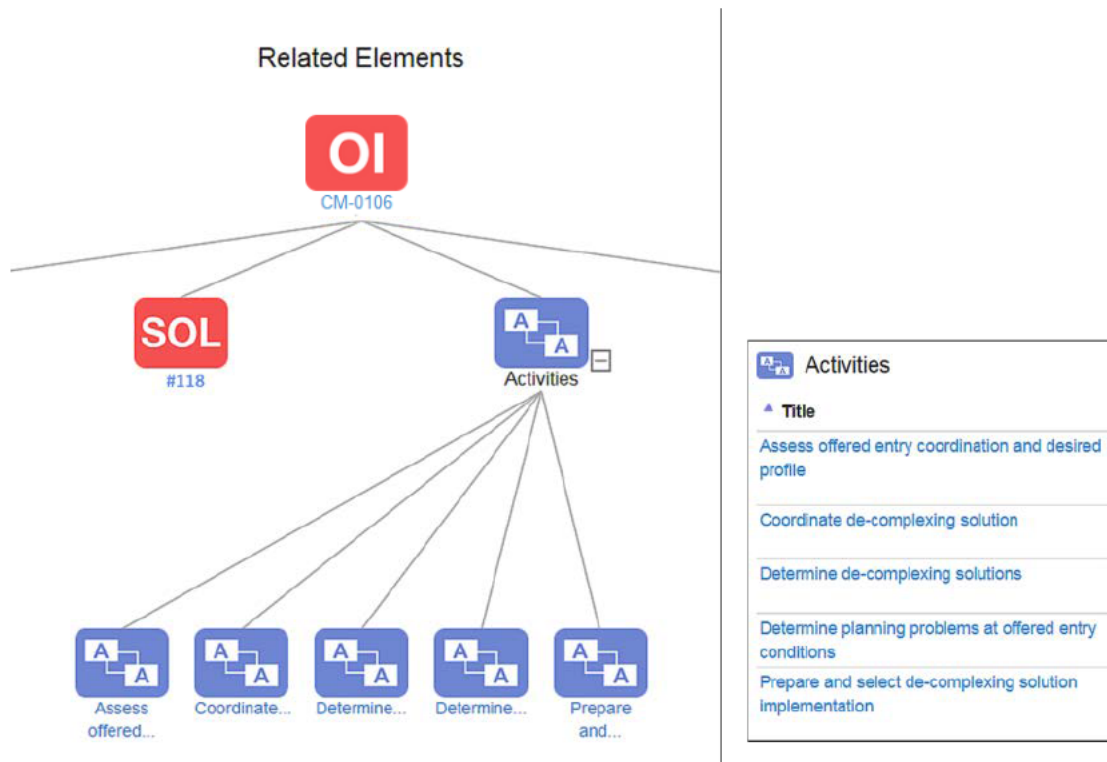 Related Elements
OI
CM-0106
SOL
#118
A
A
Activities
A
A
Assess
offered...
A
A
Coordinate...
A
A
Determine...
A
A
Determine...
A
A
Prepare
and...
A
A
Activities
Title
Assess offered entry coordination and desired
profile
Coordinate de-complexing solution
Determine de-complexing solutions
Determine planning problems at offered entry
conditions
Prepare and select de-complexing solution
implementation